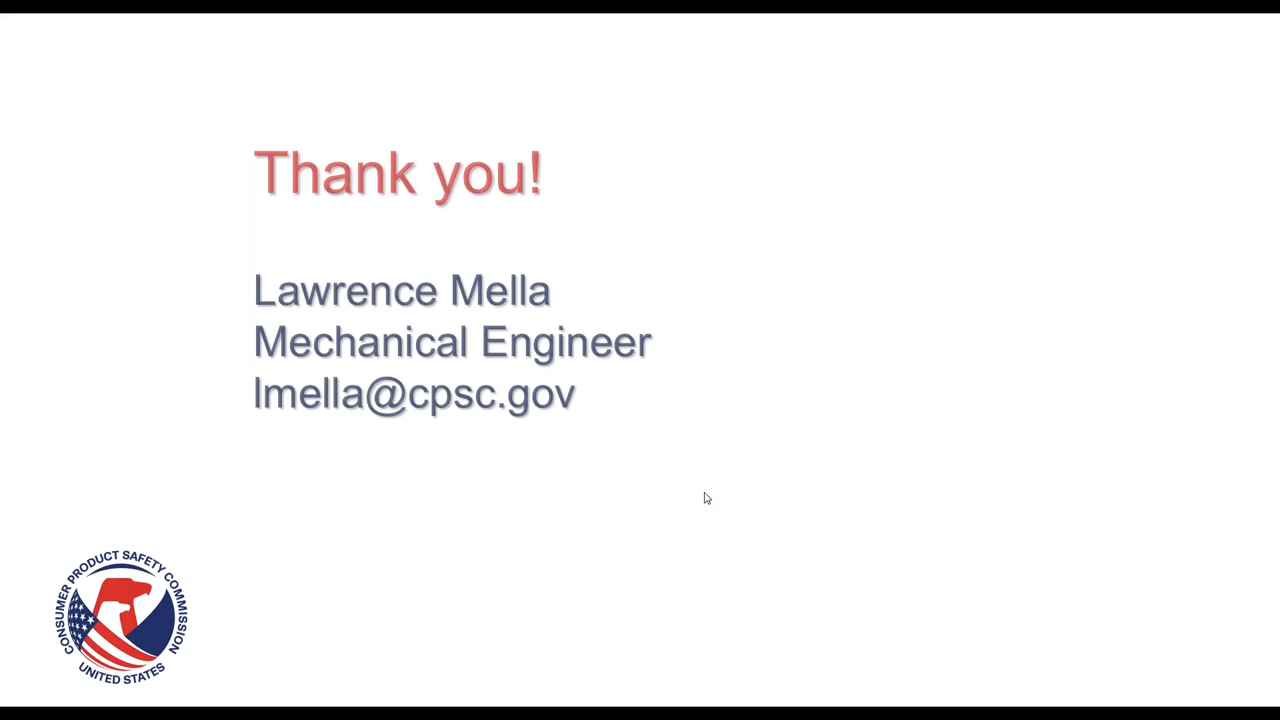 Thank you!
Lawrence Mella
Mechanical Engineer
lmella@cpsc.gov
CONSUMER PRODUCT SAFETY COMMISSION
UNITED STATES